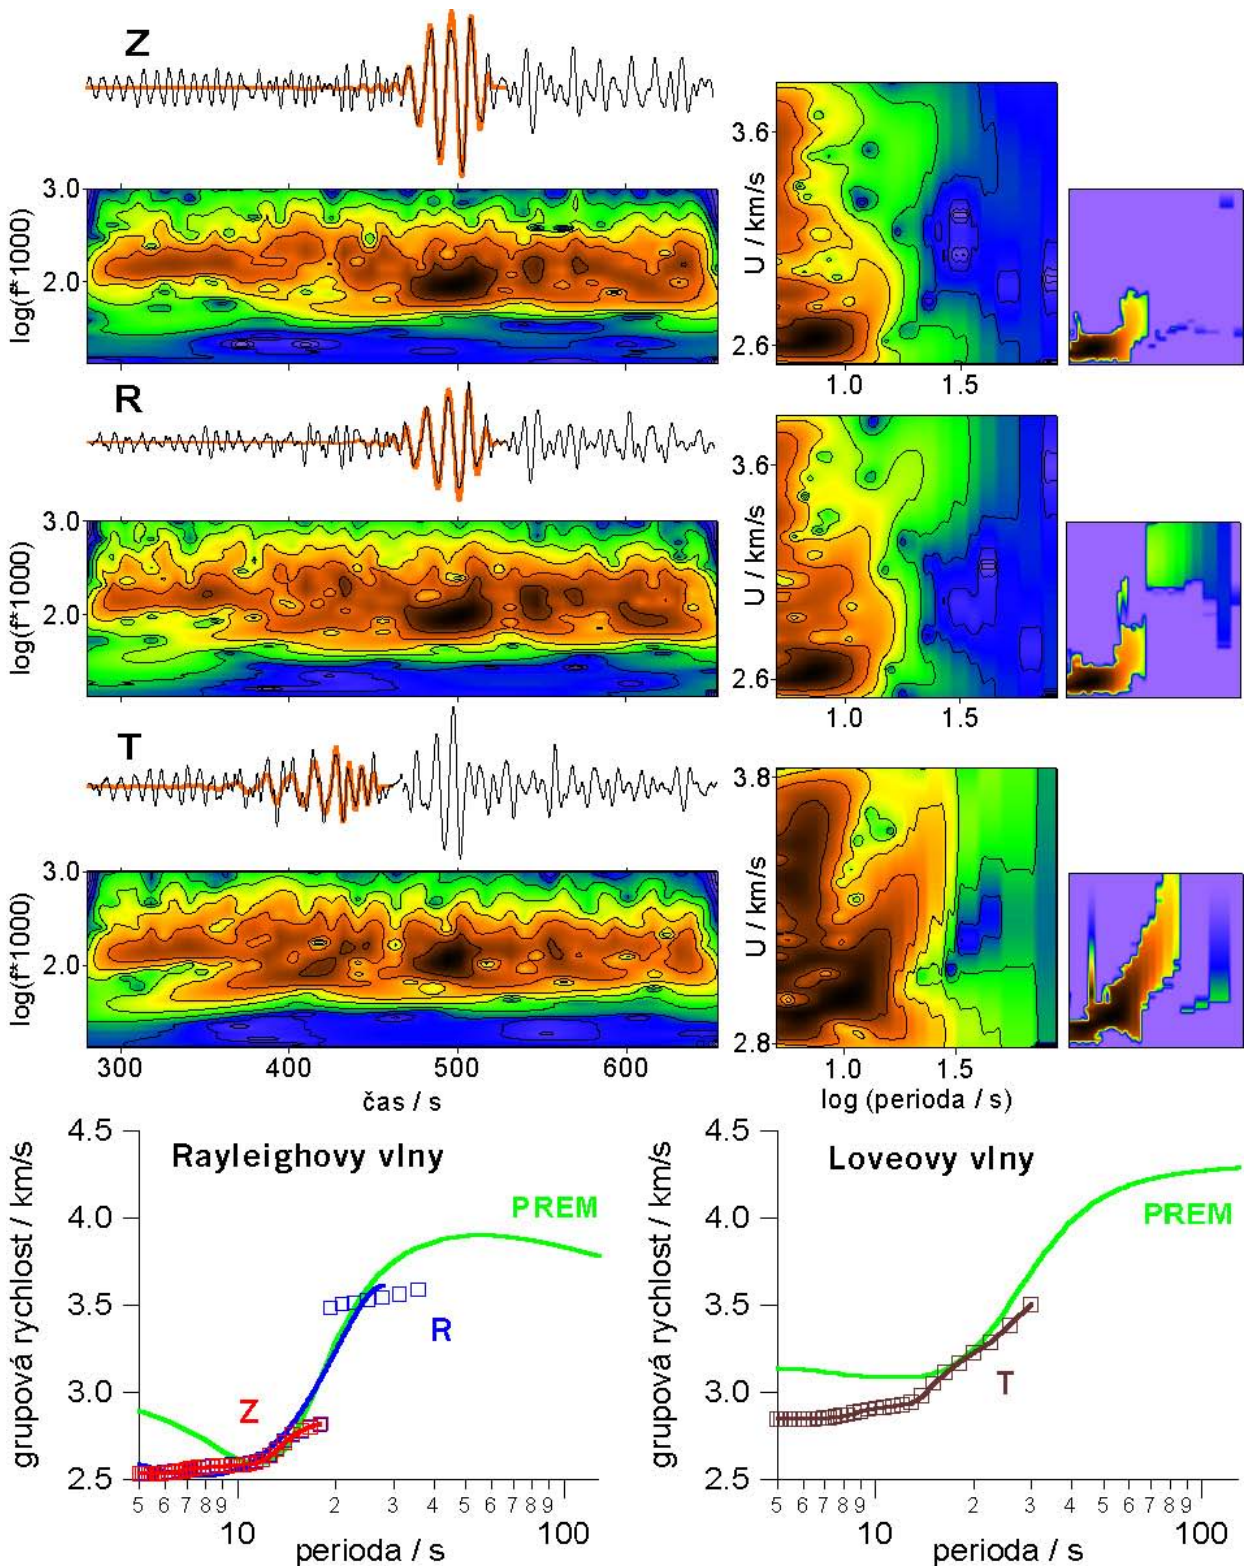 Z
3.0
2.0
log(f*1000)
3.6
2.6
U / km/s
1.0 1.5
R
3.0
2.0
log(f*1000)
3.6
2.6
U / km/s
1.0 1.5
T
3.0
2.0
log(f*1000)
300 400 500 600
čas / s
3.8
2.8
U / km/s
1.0 1.5
log (perioda / s)
Rayleighovy vlny
PREM
R
Z
4.5
4.0
3.5
3.0
2.5
grupová rychlost / km/s
5 6 7 8 9 2 3 4 5 6 7 8 9
10 100
perioda / s
Loveovy vlny
PREM
T
4.5
4.0
3.5
3.0
2.5
grupová rychlost / km/s
5 6 7 8 9 2 3 4 5 6 7 8 9
10 100
perioda / s